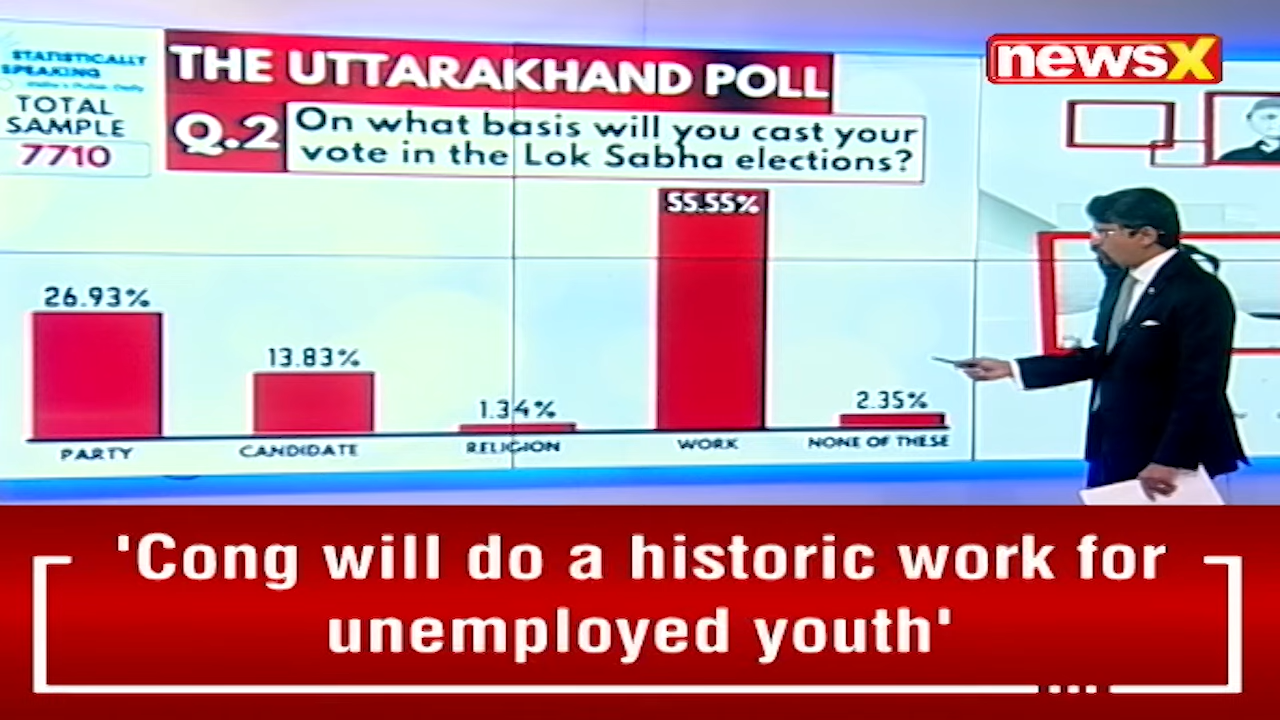 newsX
STATISTICALLY
SPEAKING
TOTAL
SAMPLE
7710
THE UTTARAKHAND POLL
Q.2
On what basis will you cast your
vote in the Lok Sabha elections?
55.55%
26.93%
13.83%
1.34%
2.35%
PARTY
CANDIDATE
RELIGION
WORK
NONE OF THESE
'Cong will do a historic work for
unemployed youth'